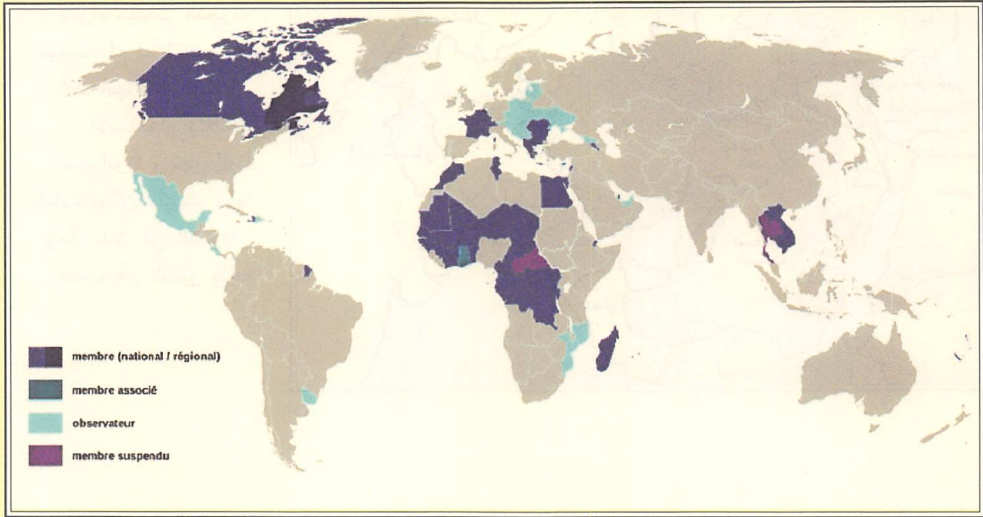 membre (national / régional)
membre associé
observateur
membre suspendu